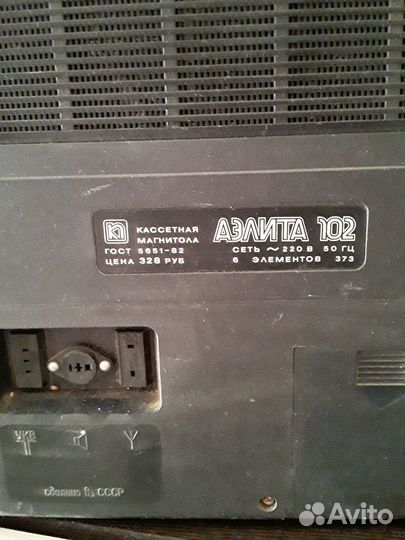 КАССЕТНАЯ
МАГНИТОЛА
ГОСТ 5651-82
ЦЕНА 328 РУБ
АЭЛИТА 102
СЕТЬ ~ 220 В 50 ГЦ
6 ЭЛЕМЕНТОВ 373
УКВ
сделано в СССР
Avito